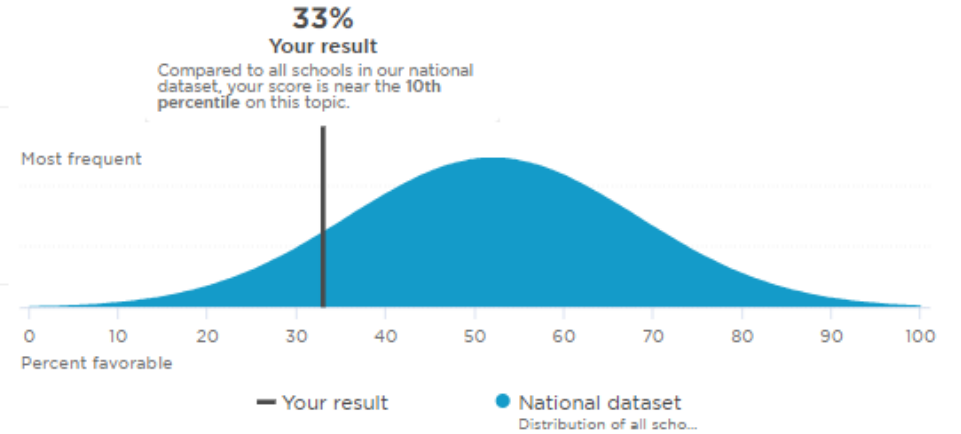 33%
Your result
Compared to all schools in our national
dataset, your score is near the 10th
percentile on this topic.
Most frequent
0 10 20 30 40 50 60 70 80 90 100
Percent favorable
Your result
National dataset
Distribution of all scho...